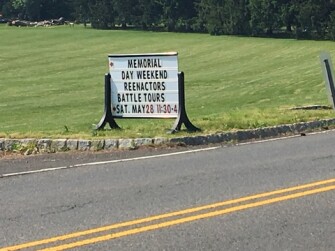 MEMORIAL
DAY WEEKEND
REENACTORS
BATTLE TOURS
SAT. MAY 28 11:30-4